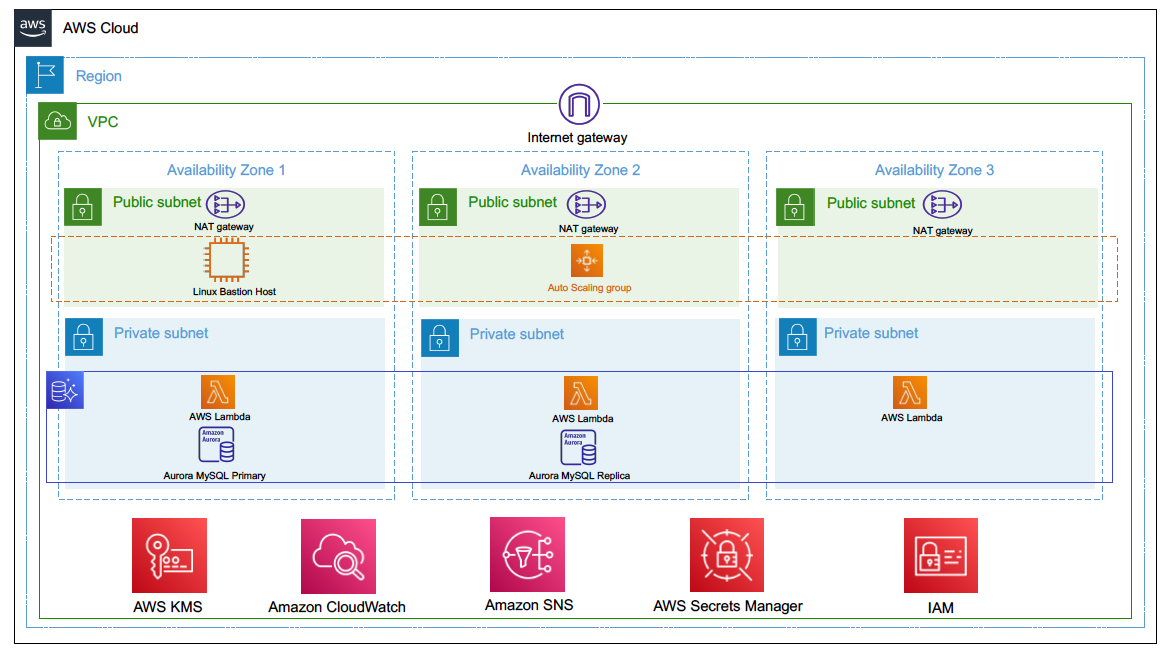 aws
AWS Cloud
Region
VPC
Internet gateway
Availability Zone 1
Availability Zone 2
Availability Zone 3
Public subnet
NAT gateway
Public subnet
NAT gateway
Public subnet
NAT gateway
Linux Bastion Host
Auto Scaling group
Private subnet
Private subnet
Private subnet
AWS Lambda
AWS Lambda
AWS Lambda
Amazon
Aurora
Aurora MySQL Primary
Amazon
Aurora
Aurora MySQL Replica
AWS KMS
Amazon CloudWatch
Amazon SNS
AWS Secrets Manager
IAM